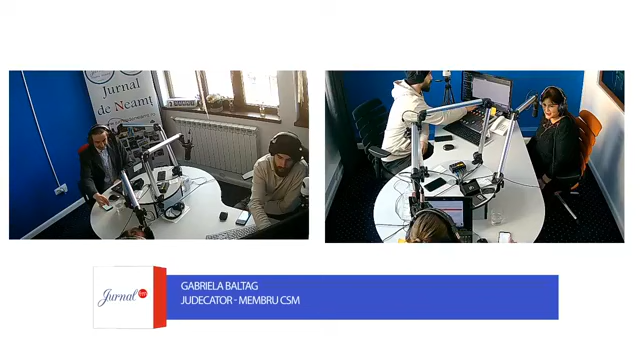 Jurnal
de Neamț
GABRIELA BALTAG
JUDECATOR - MEMBRU CSM
Jurnal